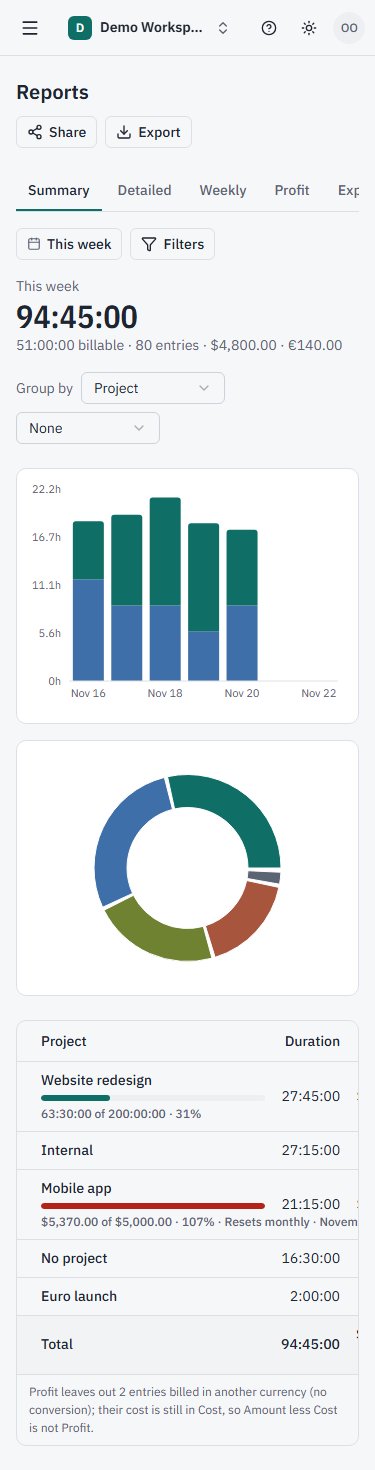 D Demo Worksp... OO
Reports
Share Export
Summary Detailed Weekly Profit Exp
This week Filters
This week
94:45:00
51:00:00 billable · 80 entries · $4,800.00 · €140.00
Group by Project
None
22.2h
16.7h
11.1h
5.6h
0h
Nov 16 Nov 18 Nov 20 Nov 22
Project Duration
Website redesign
27:45:00
63:30:00 of 200:00:00 · 31%
Internal 27:15:00
Mobile app
21:15:00
$5,370.00 of $5,000.00 · 107% · Resets monthly · Novem
No project 16:30:00
Euro launch 2:00:00
Total 94:45:00
Profit leaves out 2 entries billed in another currency (no
conversion); their cost is still in Cost, so Amount less Cost
is not Profit.